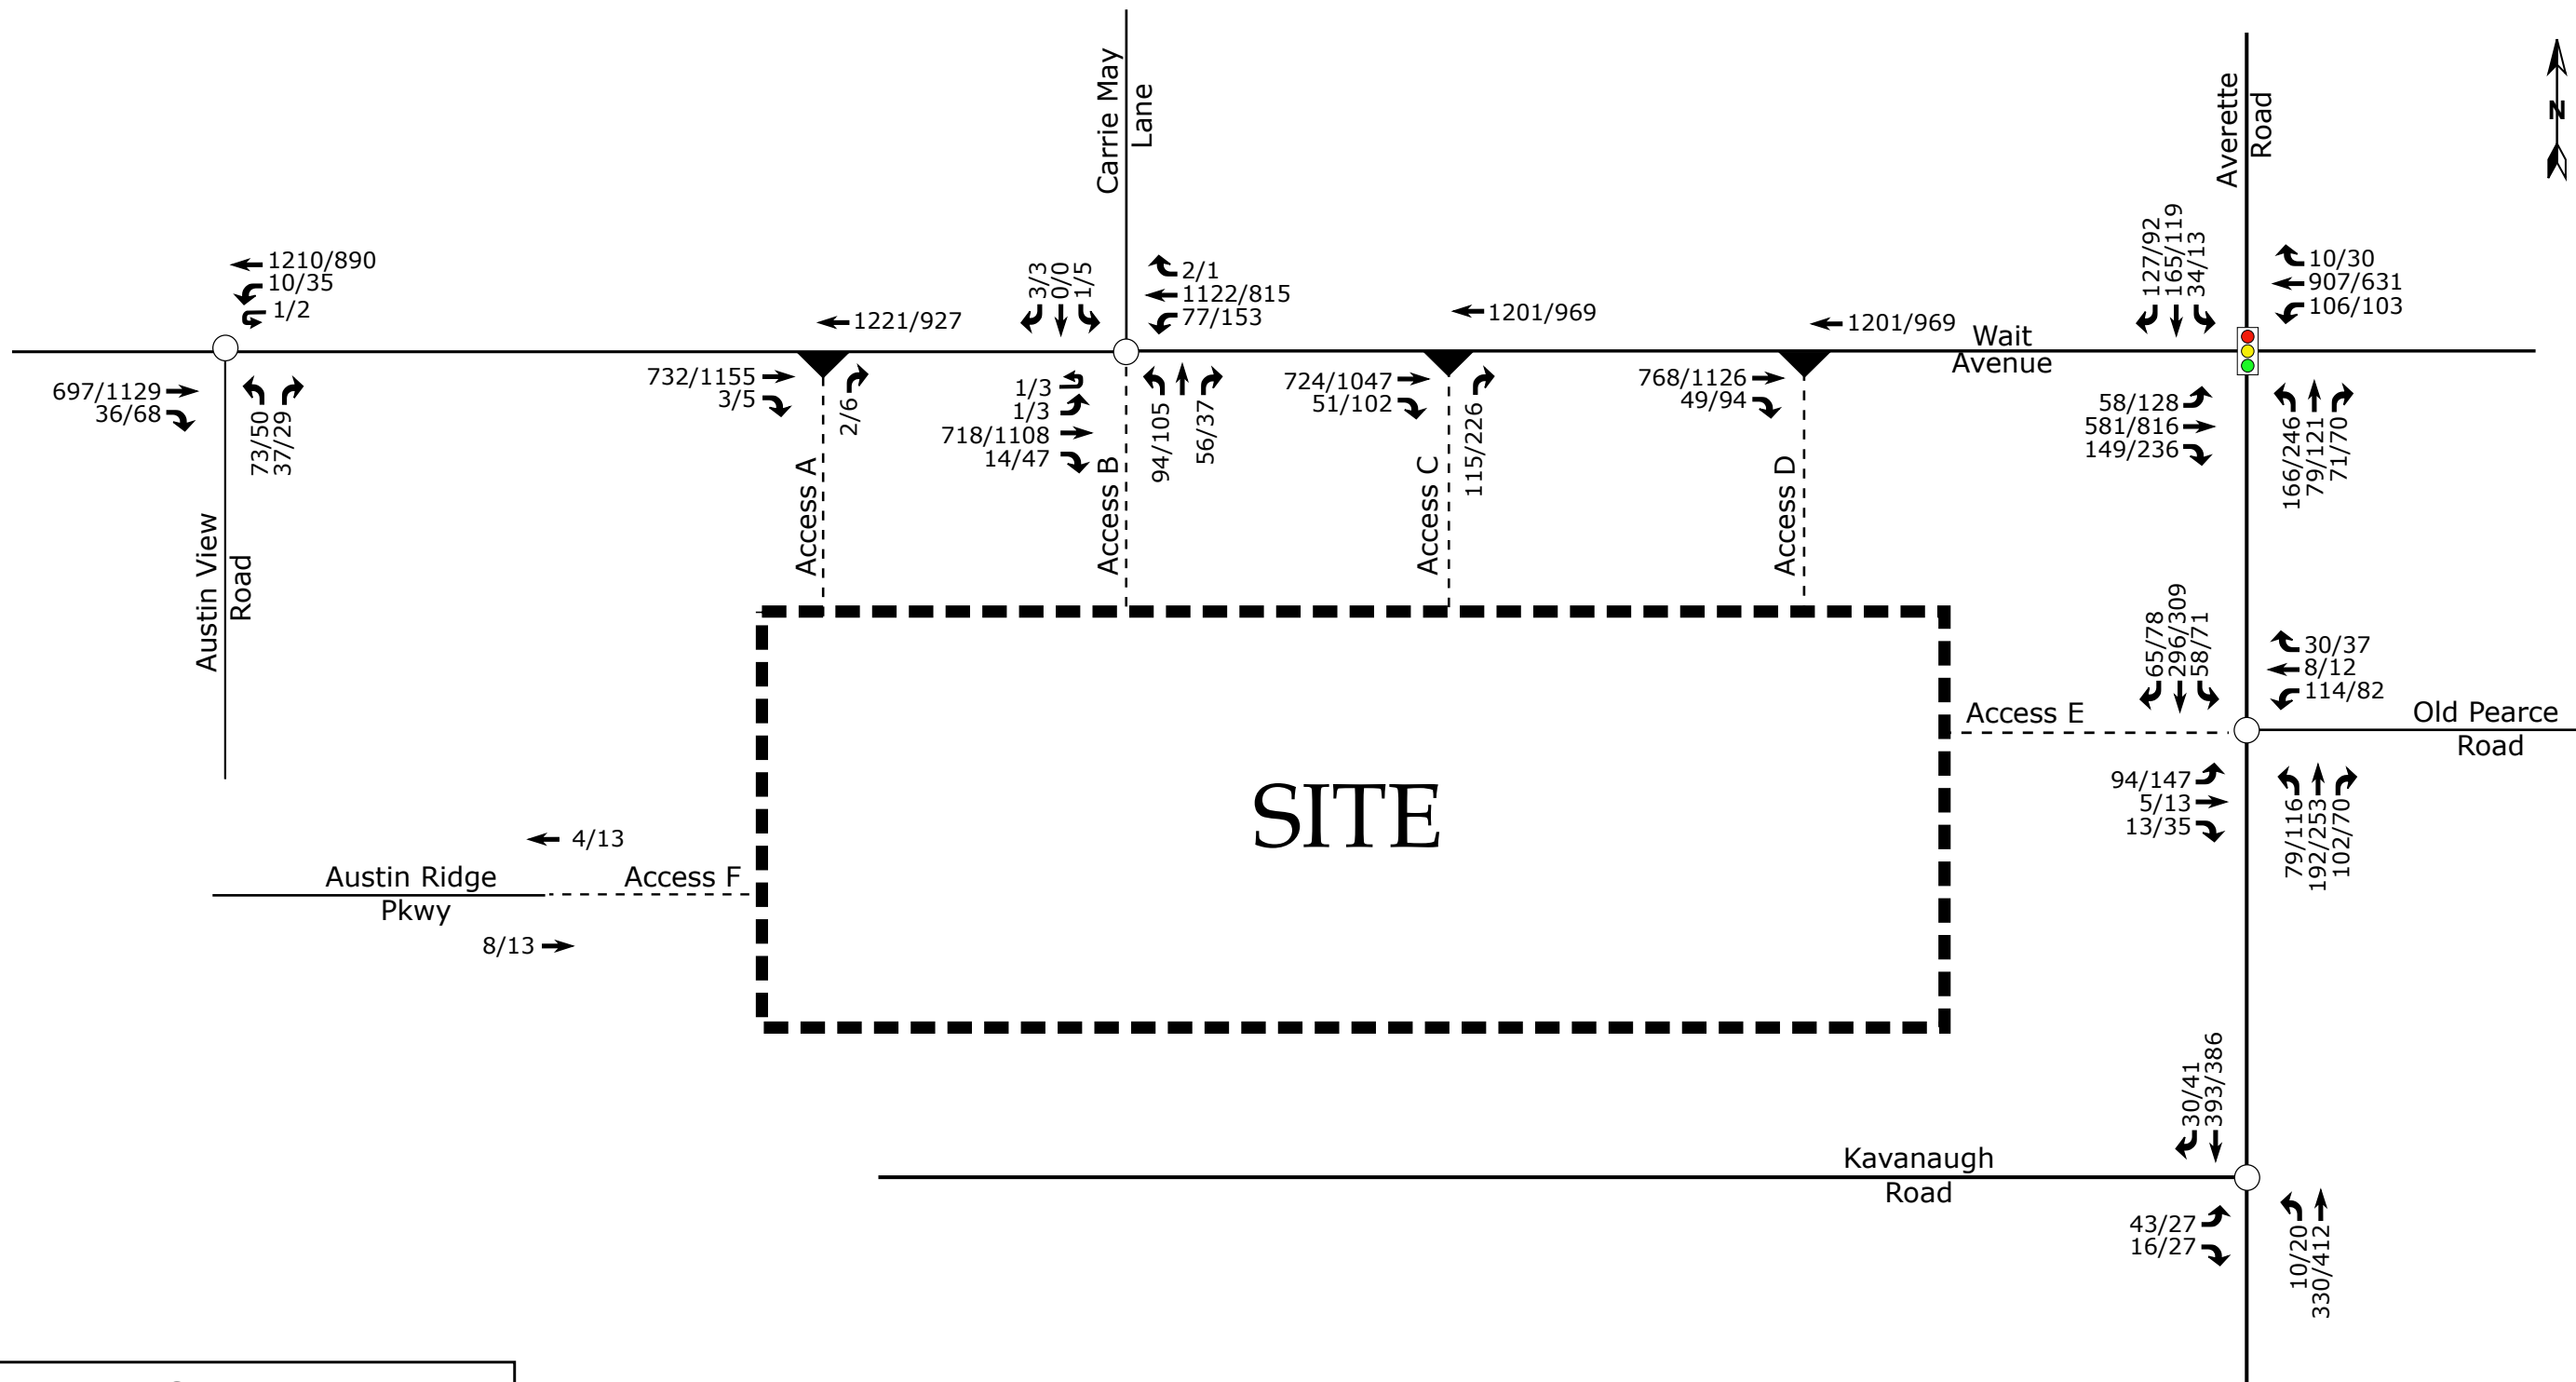 Carrie May
Lane
Averette
Road
N
1210/890
10/35
1/2
3/3
0/0
1/5
2/1
1122/815
77/153
1221/927
1201/969
1201/969
127/92
165/119
34/13
10/30
907/631
106/103
Wait
Avenue
697/1129
36/68
73/50
37/29
732/1155
3/5
2/6
1/3
1/3
718/1108
14/47
94/105
56/37
724/1047
51/102
115/226
768/1126
49/94
58/128
581/816
149/236
166/246
79/121
71/70
Austin View
Road
Access A
Access B
Access C
Access D
65/78
296/309
58/71
30/37
8/12
114/82
Access E
Old Pearce
Road
94/147
5/13
13/35
79/116
192/253
102/70
SITE
4/13
Austin Ridge
Pkwy
Access F
8/13
30/41
393/386
Kavanaugh
Road
43/27
16/27
10/20
330/412